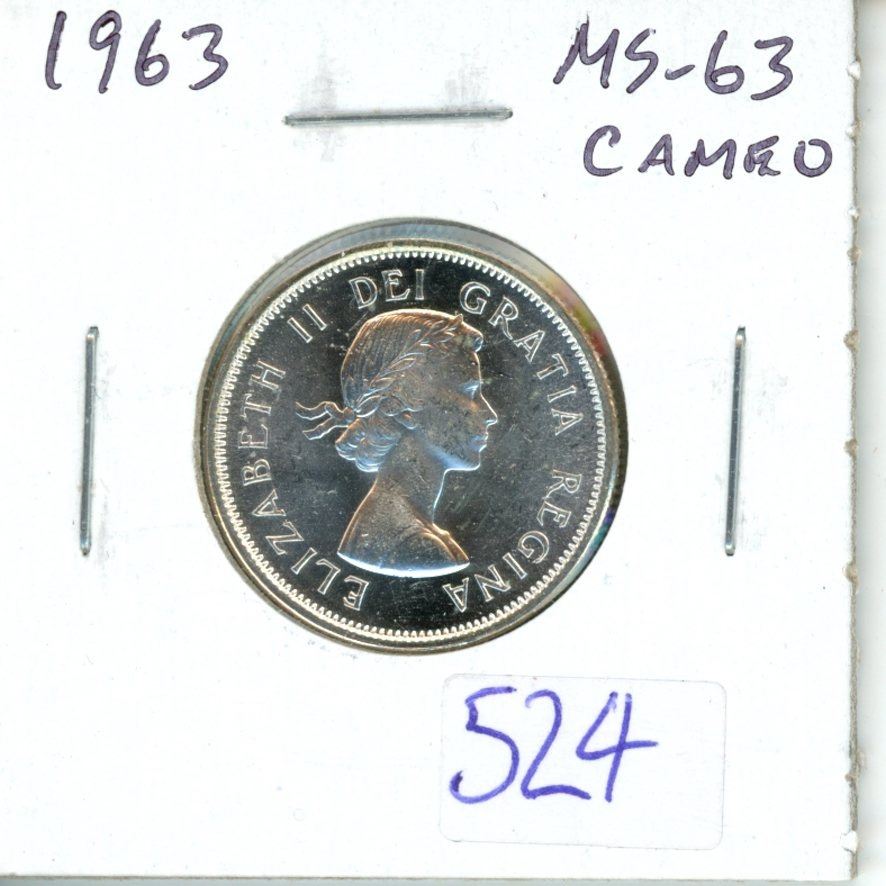 1963
MS-63
CAMEO
ELIZABETH II DEI GRATIA REGINA
524